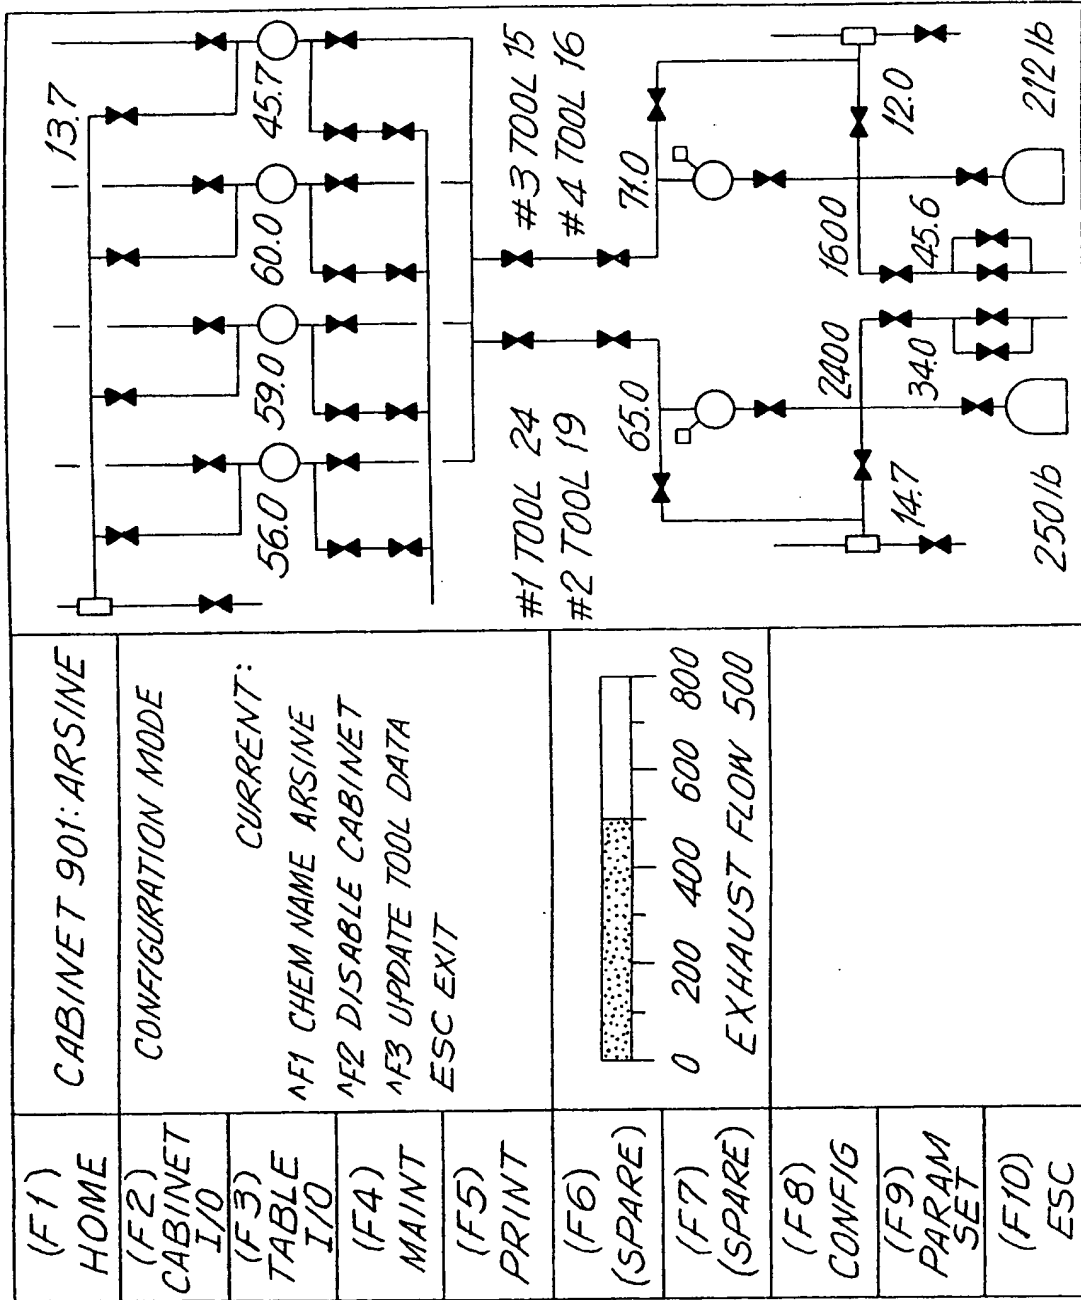 (F1)
HOME
(F2)
CABINET
I/O
(F3)
TABLE
I/O
(F4)
MAINT
(F5)
PRINT
(F6)
(SPARE)
(F7)
(SPARE)
(F8)
CONFIG
(F9)
PARAM
SET
(F10)
ESC
CABINET 901: ARSINE
CONFIGURATION MODE
CURRENT:
^F1 CHEM NAME ARSINE
^F2 DISABLE CABINET
^F3 UPDATE TOOL DATA
ESC EXIT
0 200 400 600 800
EXHAUST FLOW 500
13.7
56.0 59.0 60.0 45.7
#1 TOOL 24
#2 TOOL 19
#3 TOOL 15
#4 TOOL 16
65.0 71.0
2400 1600
14.7 34.0 45.6 12.0
250 lb 212 lb